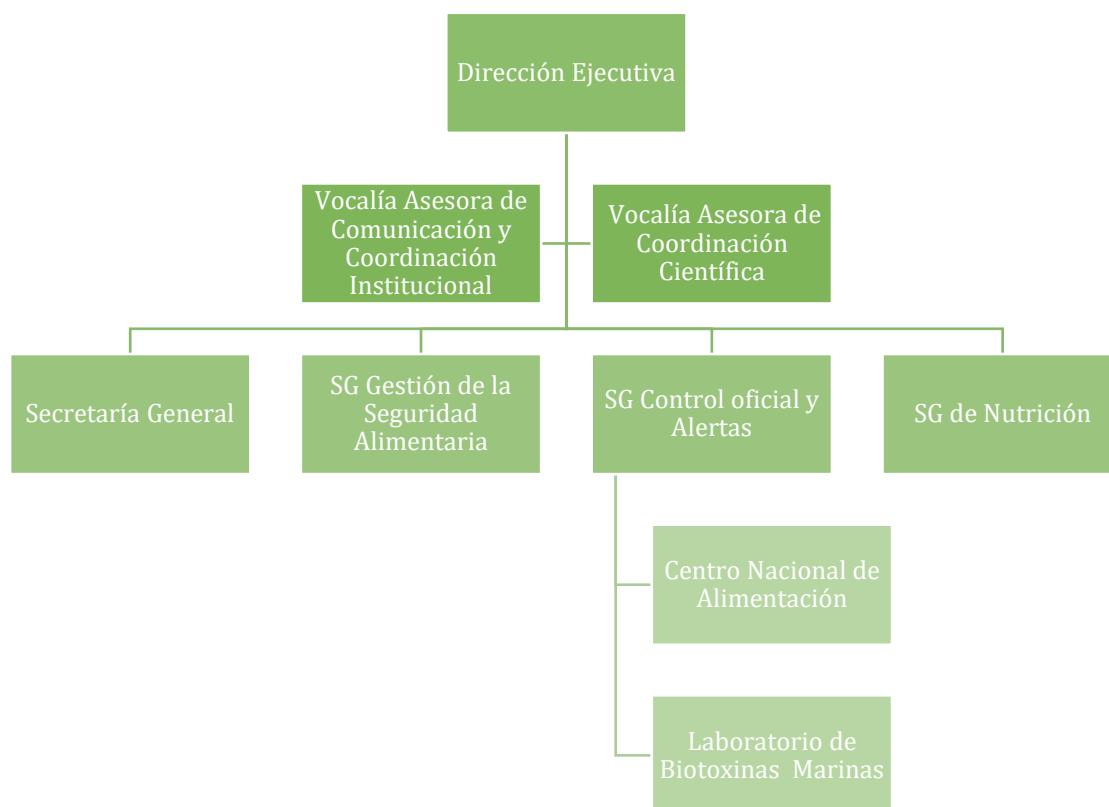 Dirección Ejecutiva
Vocalía Asesora de
Comunicación y
Coordinación
Institucional
Vocalía Asesora de
Coordinación
Científica
Secretaría General
SG Gestión de la
Seguridad
Alimentaria
SG Control oficial y
Alertas
SG de Nutrición
Centro Nacional de
Alimentación
Laboratorio de
Biotoxinas  Marinas